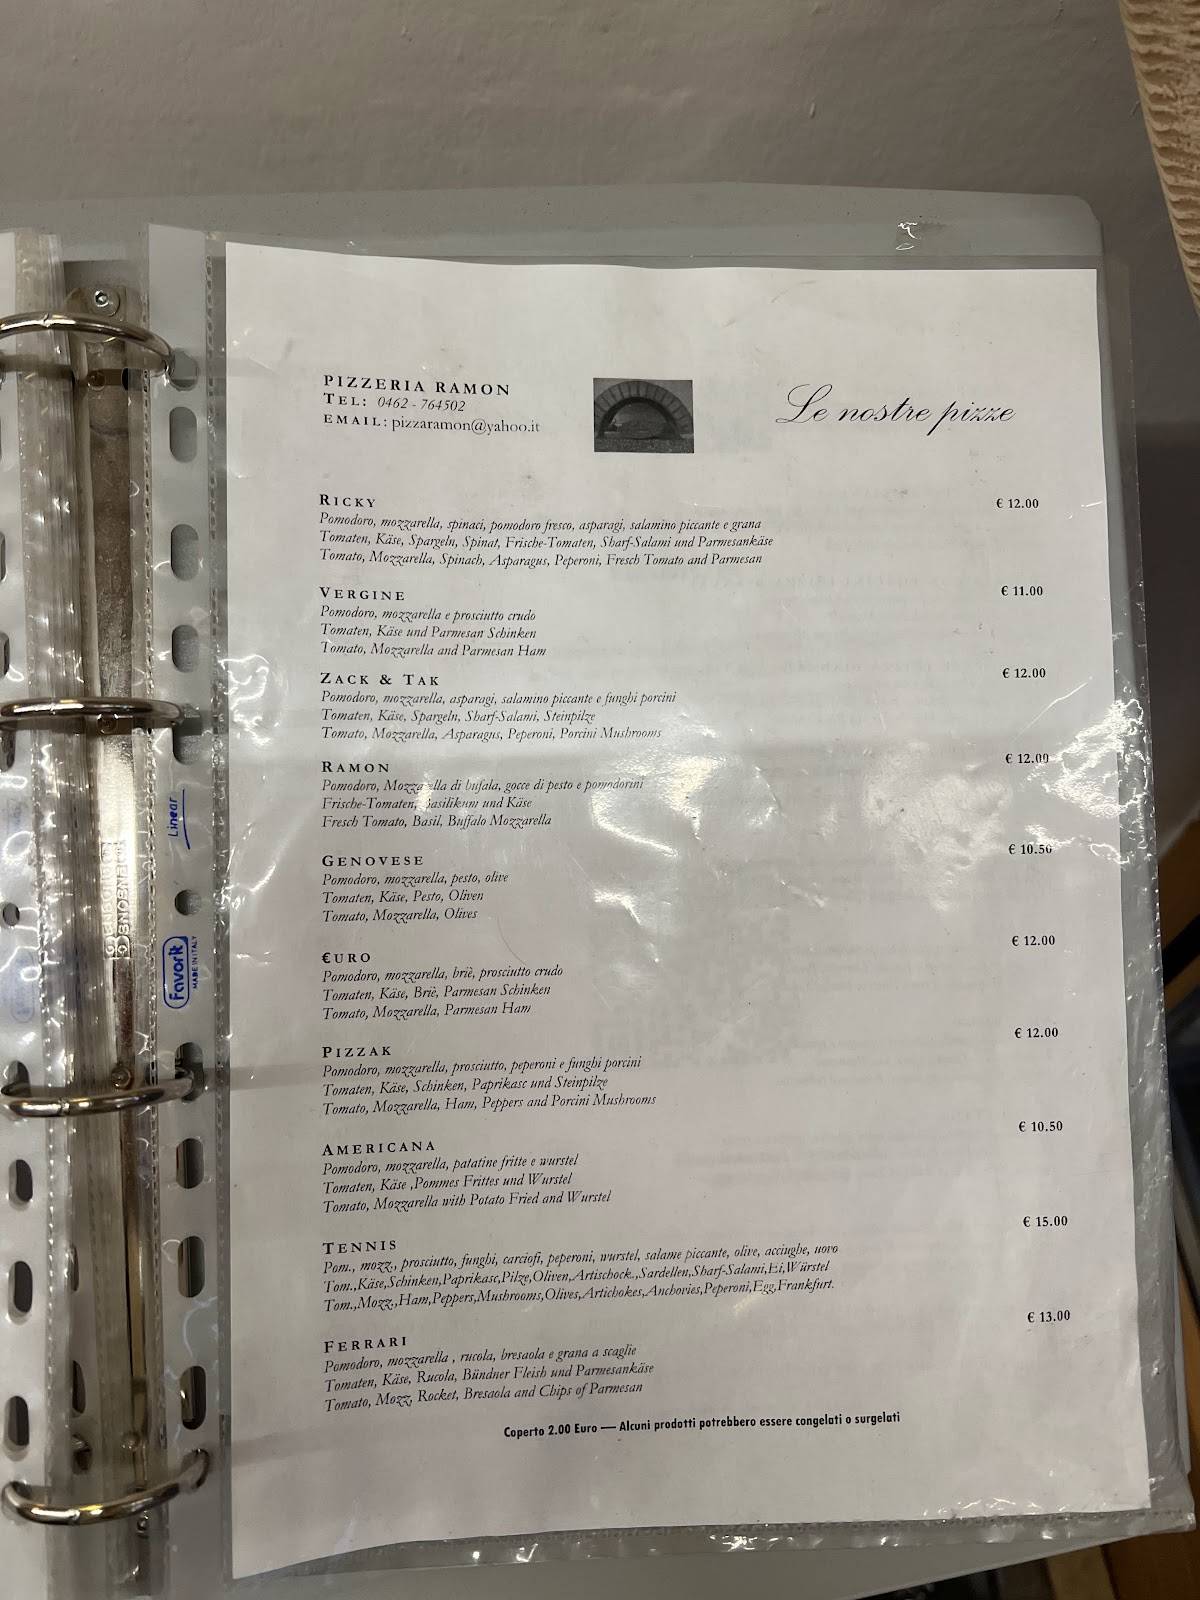 PIZZERIA RAMON
TEL: 0462 - 764502
EMAIL: pizzaramon@yahoo.it
Le nostre pizze
RICKY € 12.00
Pomodoro, mozzarella, spinaci, pomodoro fresco, asparagi, salamino piccante e grana
Tomaten, Käse, Spargeln, Spinat, Frische-Tomaten, Sharf-Salami und Parmesankäse
Tomato, Mozzarella, Spinach, Asparagus, Peperoni, Fresch Tomato and Parmesan
VERGINE € 11.00
Pomodoro, mozzarella e prosciutto crudo
Tomaten, Käse und Parmesan Schinken
Tomato, Mozzarella and Parmesan Ham
ZACK & TAK € 12.00
Pomodoro, mozzarella, asparagi, salamino piccante e funghi porcini
Tomaten, Käse, Spargeln, Sharf-Salami, Steinpilze
Tomato, Mozzarella, Asparagus, Peperoni, Porcini Mushrooms
RAMON € 12.00
Pomodoro, Mozzarella di bufala, gocce di pesto e pomodorini
Frische-Tomaten, Basilikum und Käse
Fresch Tomato, Basil, Buffalo Mozzarella
GENOVESE € 10.50
Pomodoro, mozzarella, pesto, olive
Tomaten, Käse, Pesto, Oliven
Tomato, Mozzarella, Olives
€URO € 12.00
Pomodoro, mozzarella, briè, prosciutto crudo
Tomaten, Käse, Briè, Parmesan Schinken
Tomato, Mozzarella, Parmesan Ham
PIZZAK € 12.00
Pomodoro, mozzarella, prosciutto, peperoni e funghi porcini
Tomaten, Käse, Schinken, Paprikasc und Steinpilze
Tomato, Mozzarella, Ham, Peppers and Porcini Mushrooms
AMERICANA € 10.50
Pomodoro, mozzarella, patatine fritte e wurstel
Tomaten, Käse ,Pommes Frittes und Wurstel
Tomato, Mozzarella with Potato Fried and Wurstel
TENNIS € 15.00
Pom., mozz., prosciutto, funghi, carciofi, peperoni, wurstel, salame piccante, olive, acciughe, uovo
Tom.,Käse,Schinken,Paprikasc,Pilze,Oliven,Artischock.,Sardellen,Sharf-Salami,Ei,Würstel
Tom.,Mozz.,Ham,Peppers,Mushrooms,Olives,Artichokes,Anchovies,Peperoni,Egg,Frankfurt.
FERRARI € 13.00
Pomodoro, mozzarella , rucola, bresaola e grana a scaglie
Tomaten, Käse, Rucola, Bündner Fleish und Parmesankäse
Tomato, Mozz, Rocket, Bresaola and Chips of Parmesan
Coperto 2.00 Euro — Alcuni prodotti potrebbero essere congelati o surgelati
Linear
Favorit
MADE IN ITALY